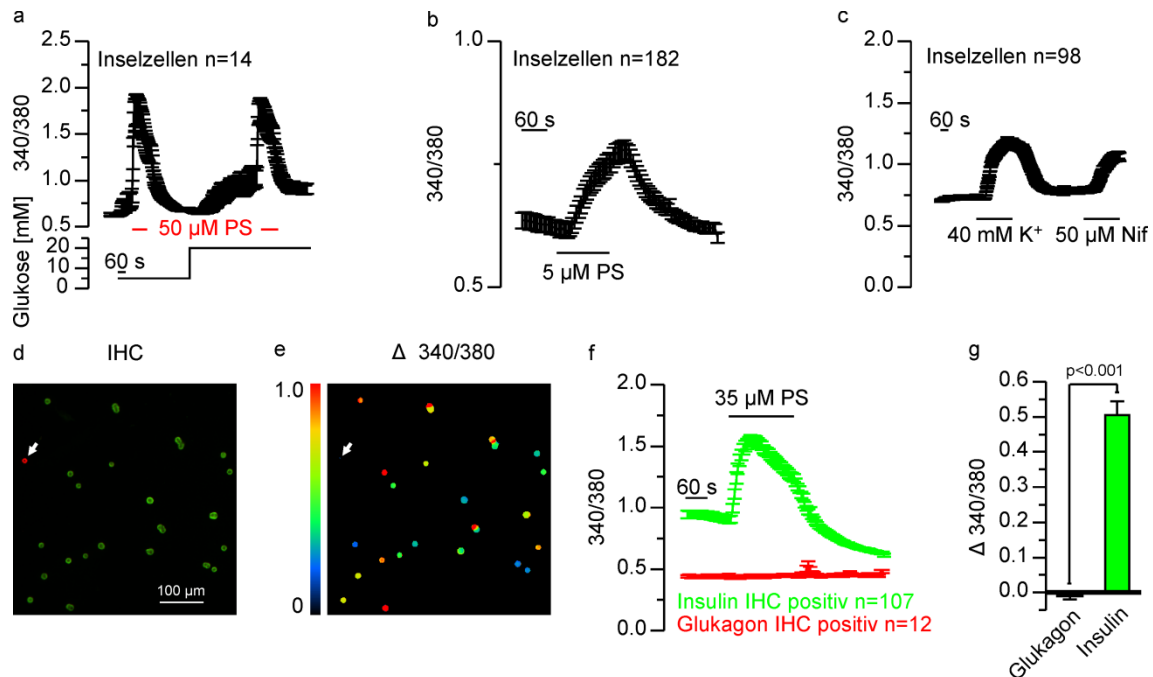 a
Inselzellen n=14
340/380
2.5
2.0
1.5
1.0
0.5
50 µM PS
Glukose [mM]
20
15
10
5
0
60 s
b
Inselzellen n=182
340/380
1.0
0.5
60 s
5 µM PS
c
Inselzellen n=98
340/380
2.0
1.5
1.0
0.5
0.0
60 s
40 mM K⁺
50 µM Nif
d
IHC
100 µm
e
Δ 340/380
1.0
0
f
35 µM PS
340/380
2.0
1.5
1.0
0.5
0.0
60 s
Insulin IHC positiv n=107
Glukagon IHC positiv n=12
g
p<0.001
Δ 340/380
0.6
0.5
0.4
0.3
0.2
0.1
0.0
Glukagon
Insulin